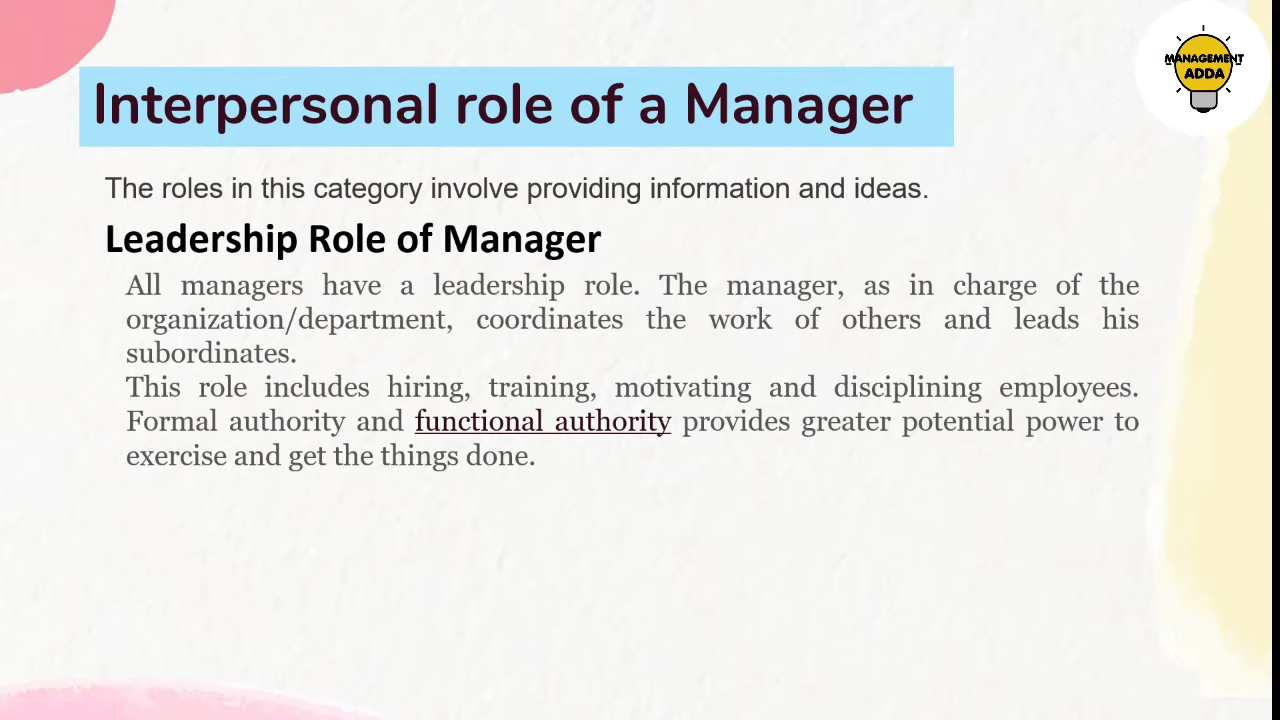 MANAGEMENT
ADDA
Interpersonal role of a Manager
The roles in this category involve providing information and ideas.
Leadership Role of Manager
All managers have a leadership role. The manager, as in charge of the
organization/department, coordinates the work of others and leads his
subordinates.
This role includes hiring, training, motivating and disciplining employees.
Formal authority and functional authority provides greater potential power to
exercise and get the things done.